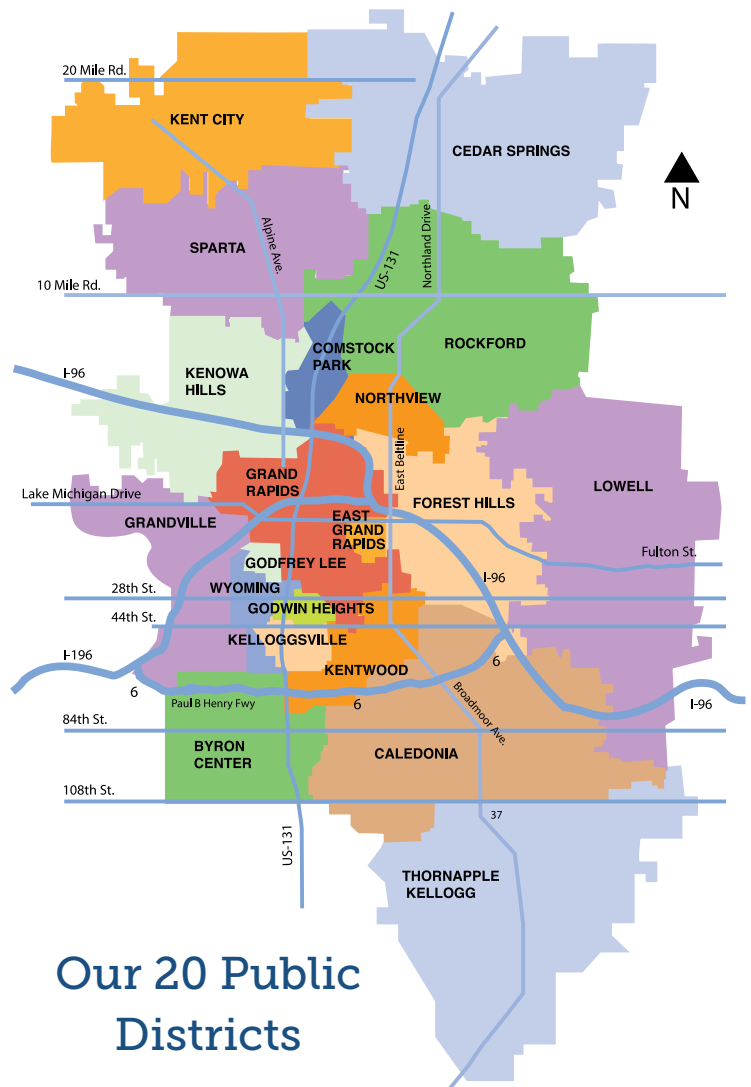 20 Mile Rd.
KENT CITY
CEDAR SPRINGS
N
Northland Drive
Alpine Ave.
SPARTA
US-131
10 Mile Rd.
COMSTOCK
PARK
ROCKFORD
I-96
KENOWA
HILLS
NORTHVIEW
East Beltline
GRAND
RAPIDS
LOWELL
Lake Michigan Drive
FOREST HILLS
GRANDVILLE
EAST
GRAND
RAPIDS
Fulton St.
GODFREY LEE
I-96
28th St.
WYOMING
GODWIN HEIGHTS
44th St.
KELLOGGSVILLE
I-196
KENTWOOD
6
6
6
Paul B Henry Fwy
I-96
Broadmoor Ave.
84th St.
BYRON
CENTER
CALEDONIA
108th St.
37
US-131
THORNAPPLE
KELLOGG
Our 20 Public
Districts